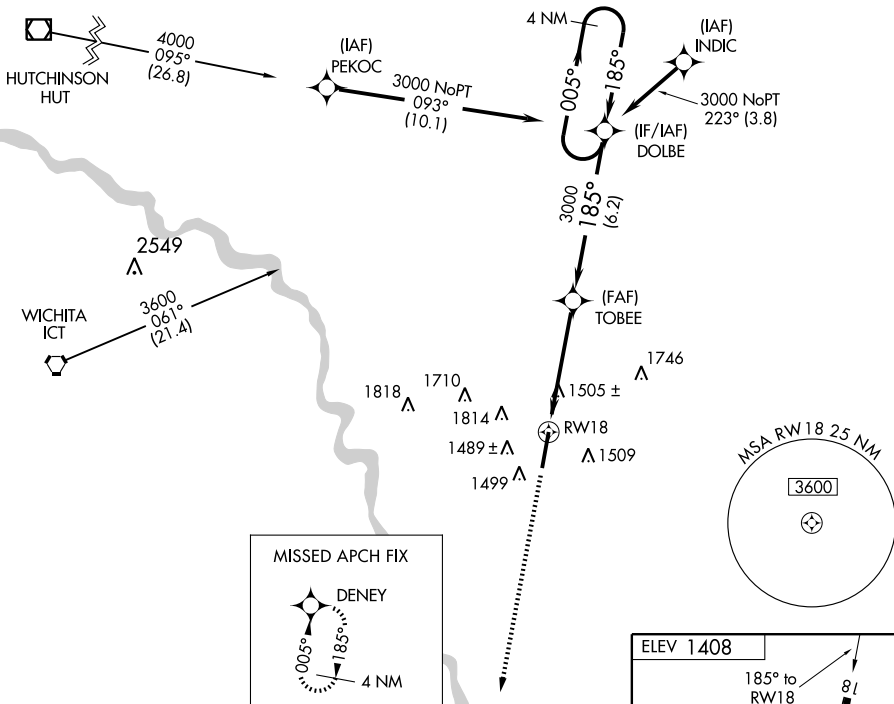 HUTCHINSON
HUT
4000
095°
(26.8)
(IAF)
PEKOC
3000 NoPT
093°
(10.1)
4 NM
005°
185°
(IAF)
INDIC
3000 NoPT
223° (3.8)
(IF/IAF)
DOLBE
3000
185°
(6.2)
2549
WICHITA
ICT
3600
061°
(21.4)
(FAF)
TOBEE
1746
1818
1710
1505 ±
1814
RW18
1489 ±
1509
1499
MSA RW18 25 NM
3600
MISSED APCH FIX
DENEY
005°
185°
4 NM
ELEV 1408
185° to
RW18
18